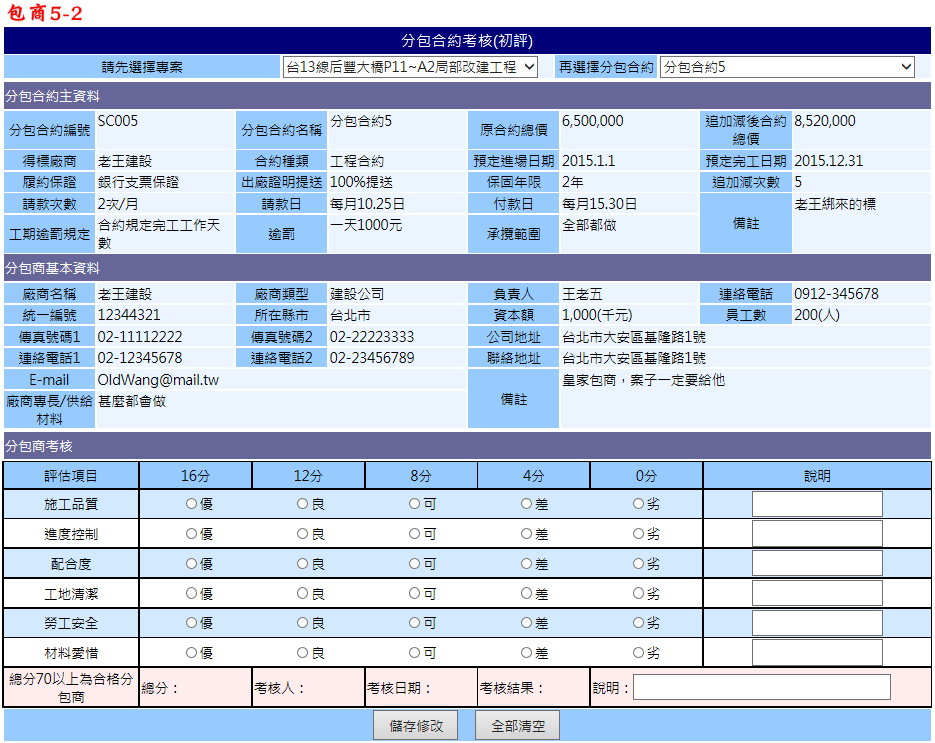 包商5-2
分包合約考核(初評)
請先選擇專案 台13線后豐大橋P11~A2局部改建工程 再選擇分包合約 分包合約5
分包合約主資料
分包合約編號 SC005 分包合約名稱 分包合約5 原合約總價 6,500,000 追加減後合約總價 8,520,000
得標廠商 老王建設 合約種類 工程合約 預定進場日期 2015.1.1 預定完工日期 2015.12.31
履約保證 銀行支票保證 出廠證明提送 100%提送 保固年限 2年 追加減次數 5
請款次數 2次/月 請款日 每月10.25日 付款日 每月15.30日 備註 老王綁來的標
工期逾罰規定 合約規定完工工作天數 逾罰 一天1000元 承攬範圍 全部都做
分包商基本資料
廠商名稱 老王建設 廠商類型 建設公司 負責人 王老五 連絡電話 0912-345678
統一編號 12344321 所在縣市 台北市 資本額 1,000(千元) 員工數 200(人)
傳真號碼1 02-11112222 傳真號碼2 02-22223333 公司地址 台北市大安區基隆路1號
連絡電話1 02-12345678 連絡電話2 02-23456789 聯絡地址 台北市大安區基隆路1號
E-mail OldWang@mail.tw 備註 皇家包商，案子一定要給他
廠商專長/供給材料 甚麼都會做
分包商考核
評估項目 16分 12分 8分 4分 0分 說明
施工品質 優 良 可 差 劣
進度控制 優 良 可 差 劣
配合度 優 良 可 差 劣
工地清潔 優 良 可 差 劣
勞工安全 優 良 可 差 劣
材料愛惜 優 良 可 差 劣
總分70以上為合格分包商 總分： 考核人： 考核日期： 考核結果： 說明：
儲存修改 全部清空